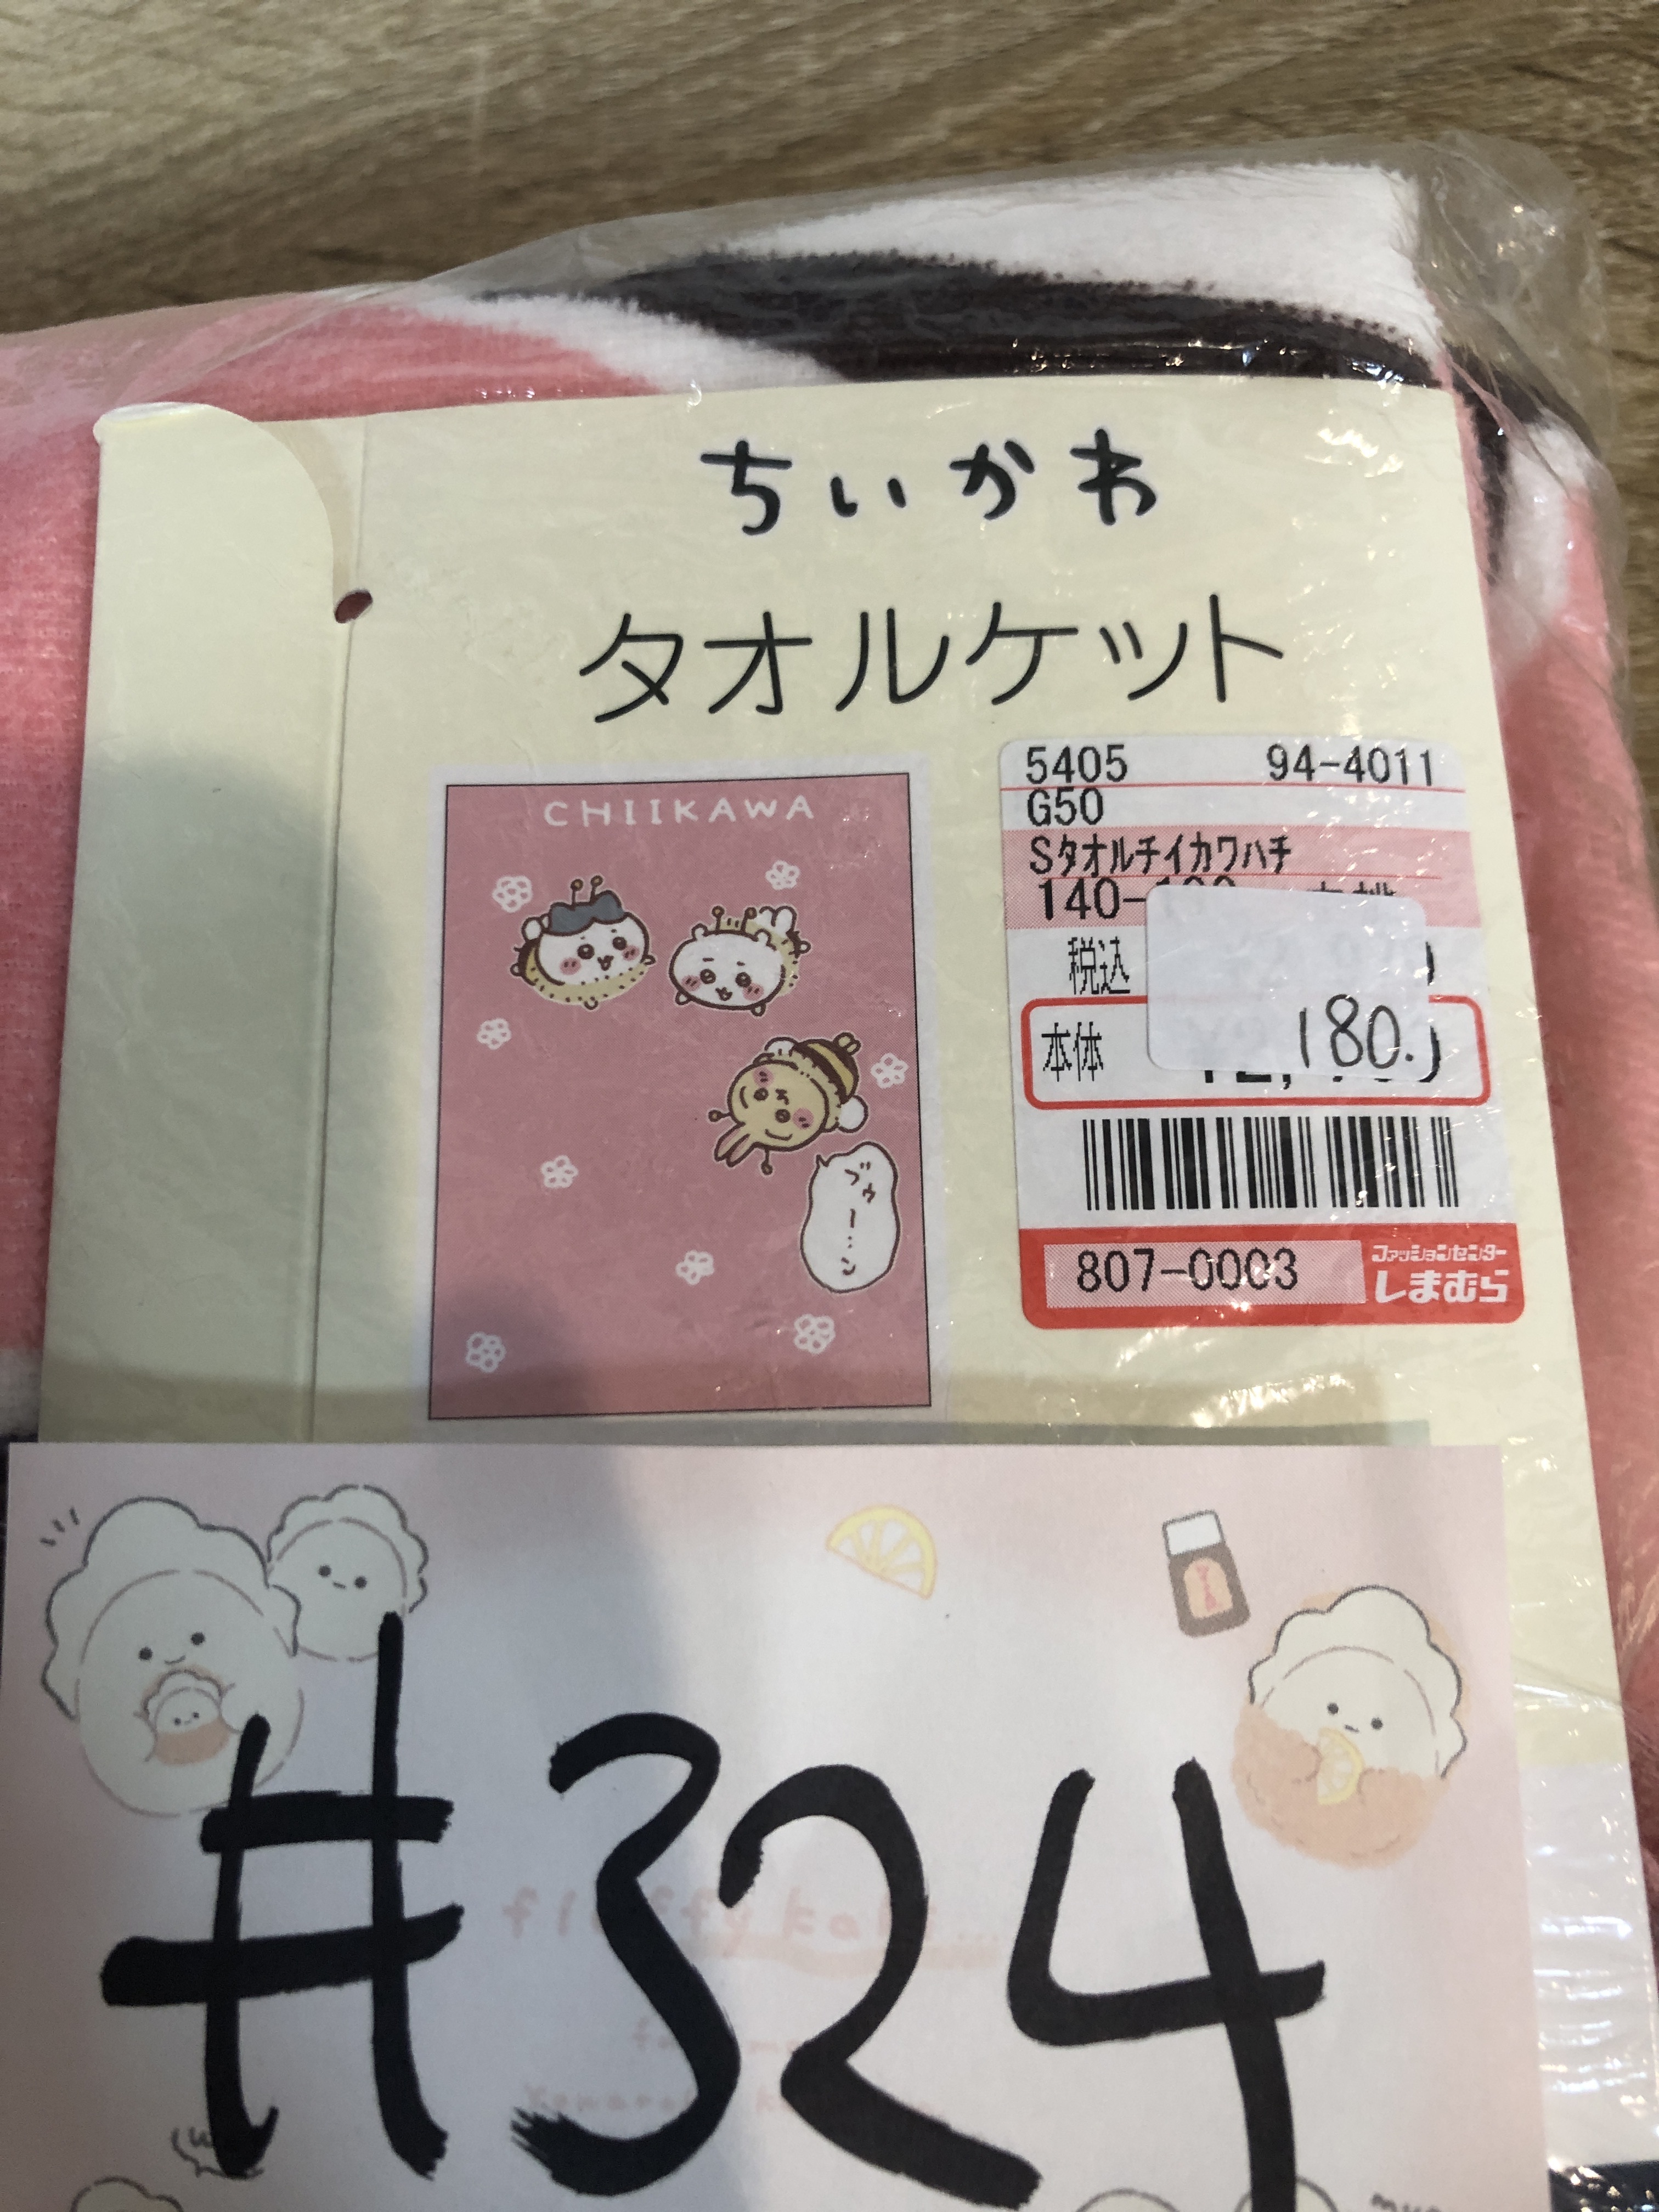 ちいかわ
タオルケット
CHIIKAWA
ブゥー…ン
5405 94-4011
G50
Sタオルチイカワハチ
140-
税込
本体
180.
807-0003
ファッションセンター
しまむら
#324